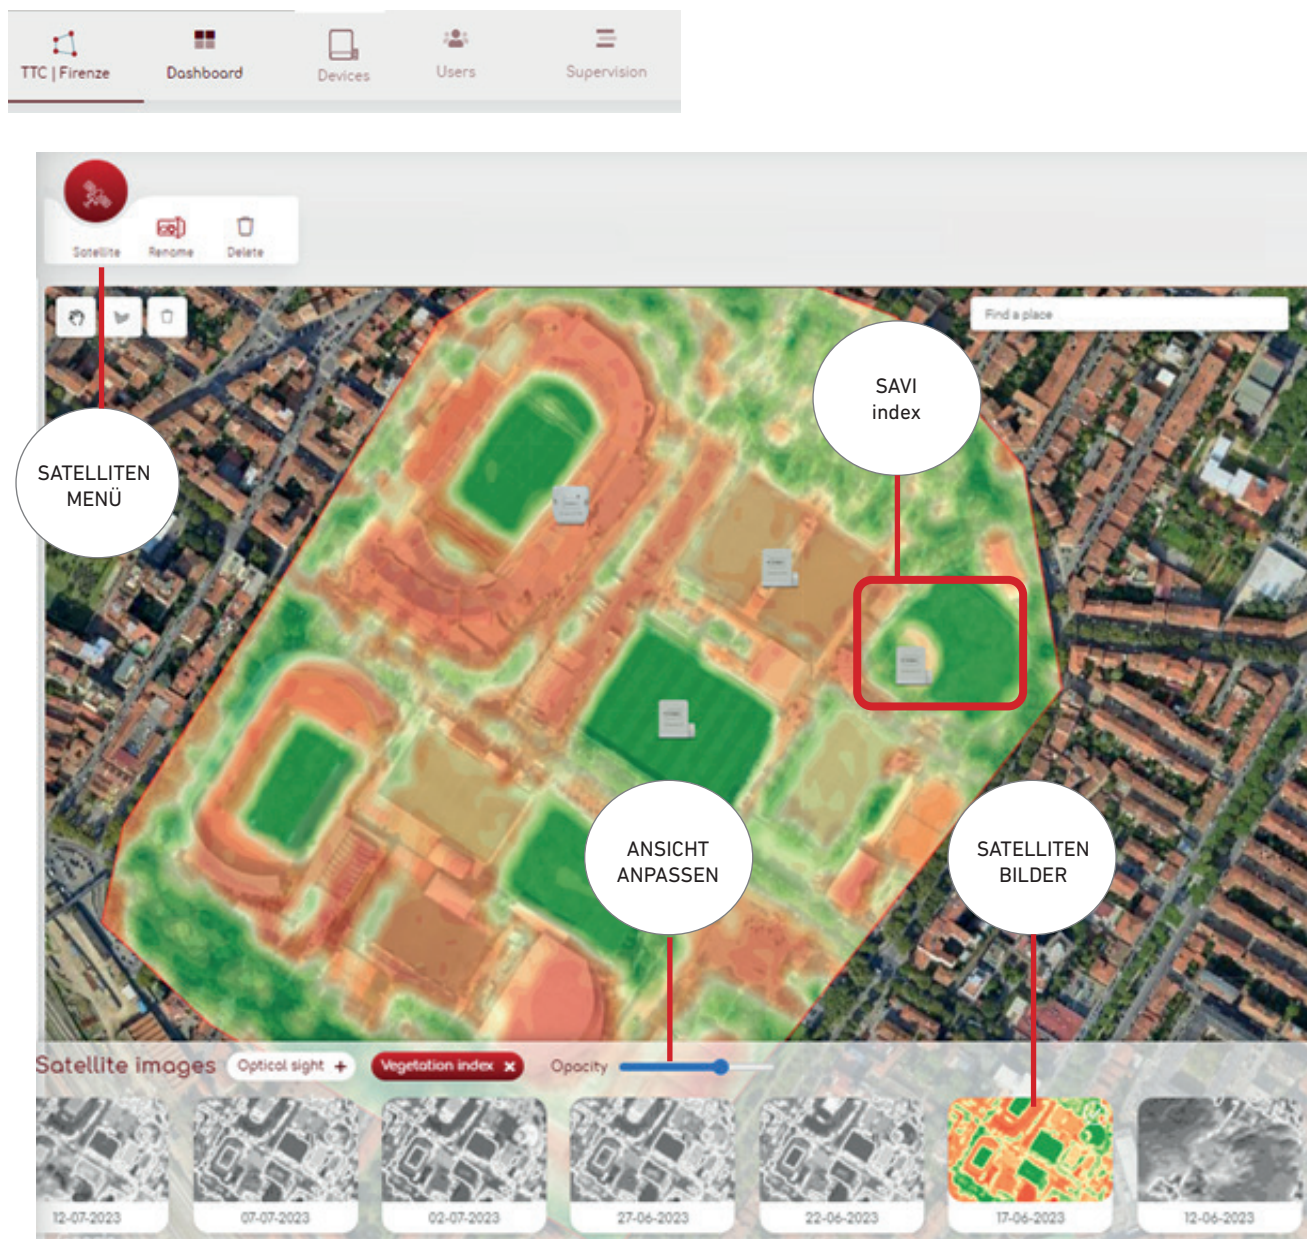 TTC | Firenze
Dashboard
Devices
Users
Supervision
Satellite
Rename
Delete
Find a place
SAVI
index
SATELLITEN
MENÜ
ANSICHT
ANPASSEN
SATELLITEN
BILDER
Satellite images
Optical sight +
Vegetation index ×
Opacity
12-07-2023
07-07-2023
02-07-2023
27-06-2023
22-06-2023
17-06-2023
12-06-2023